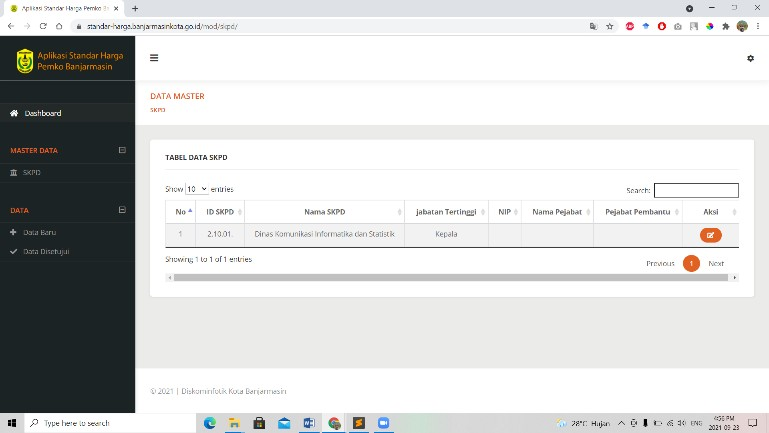 Aplikasi Standar Harga Pemko Ba
standar-harga.banjarmasinkota.go.id/mod/skpd/
Aplikasi Standar Harga
Pemko Banjarmasin
Dashboard
MASTER DATA
SKPD
DATA
Data Baru
Data Disetujui
DATA MASTER
SKPD
TABEL DATA SKPD
Show 10 entries
Search:
No ID SKPD Nama SKPD jabatan Tertinggi NIP Nama Pejabat Pejabat Pembantu Aksi
1 2.10.01. Dinas Komunikasi Informatika dan Statistik Kepala
Showing 1 to 1 of 1 entries
Previous 1 Next
© 2021 | Diskominfotik Kota Banjarmasin
Type here to search
28°C Hujan
ENG
4:56 PM
2021-09-23